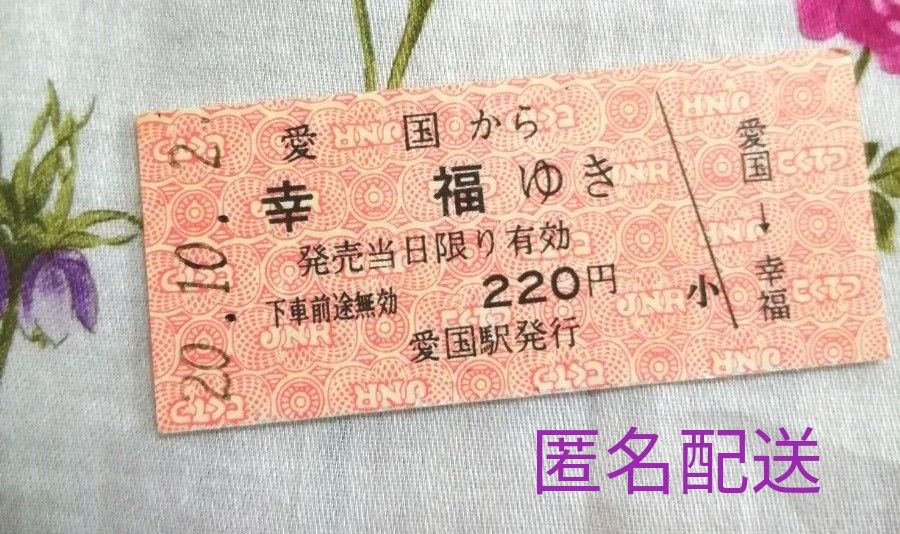 愛国から
幸福ゆき
発売当日限り有効
下車前途無効 220円
愛国駅発行
小
愛国→幸福
20.10.2
匿名配送